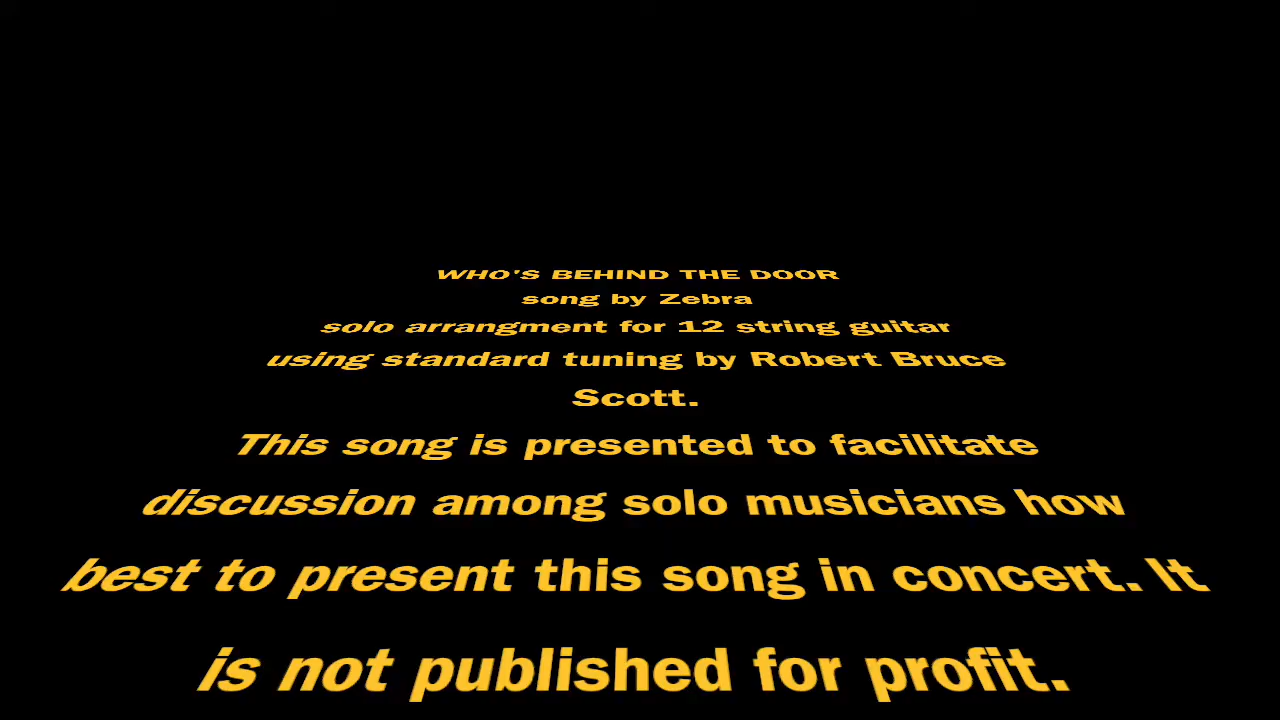 WHO'S BEHIND THE DOOR
song by Zebra
solo arrangment for 12 string guitar
using standard tuning by Robert Bruce
Scott.
This song is presented to facilitate
discussion among solo musicians how
best to present this song in concert. It
is not published for profit.